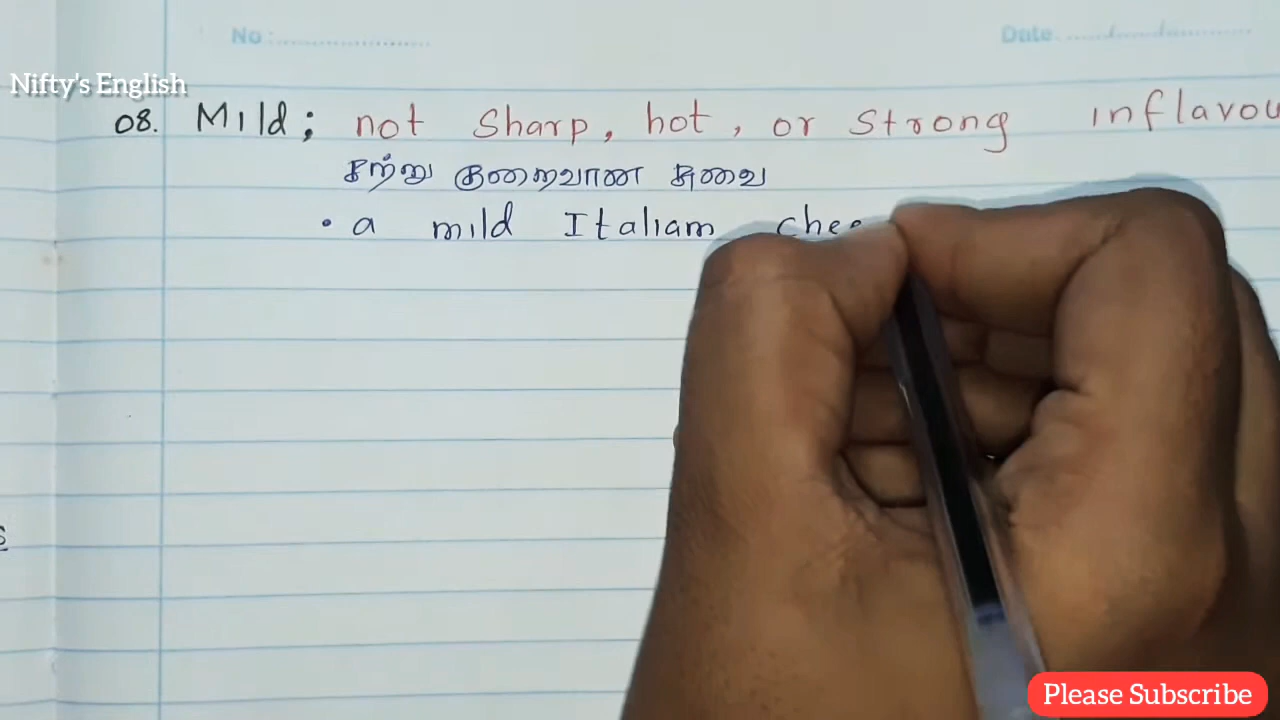 No :....................
Date ....................
Nifty's English
08. Mild; not Sharp, hot, or Strong inflavou
சற்று குறைவான சுவை
• a mild Italiam chee
Please Subscribe